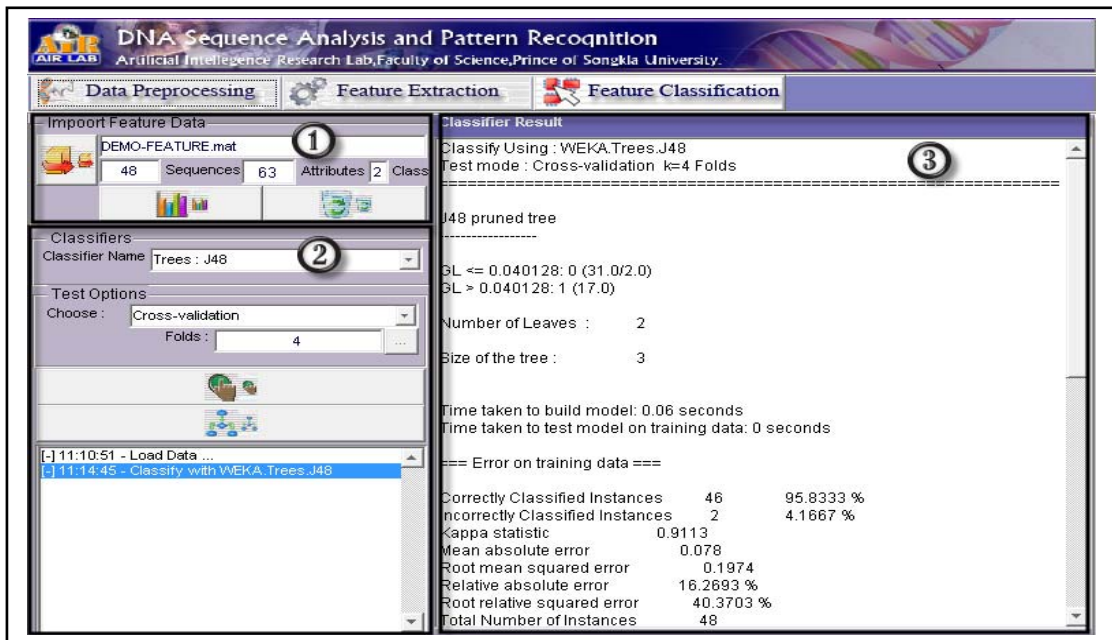 AIR LAB
DNA Sequence Analysis and Pattern Recognition
Artificial Intellegence Research Lab,Faculty of Science,Prince of Songkla University.
Data Preprocessing
Feature Extraction
Feature Classification
Impoort Feature Data
1
DEMO-FEATURE.mat
48 Sequences 63 Attributes 2 Class
Classifiers
2
Classifier Name Trees : J48
Test Options
Choose : Cross-validation
Folds : 4 ...
[-] 11:10:51 - Load Data ...
[-] 11:14:45 - Classify with WEKA.Trees.J48
Classifier Result
3
Classify Using : WEKA.Trees.J48
Test mode : Cross-validation k=4 Folds
================================================================
J48 pruned tree
-----------------
GL <= 0.040128: 0 (31.0/2.0)
GL > 0.040128: 1 (17.0)
Number of Leaves : 2
Size of the tree : 3
Time taken to build model: 0.06 seconds
Time taken to test model on training data: 0 seconds
=== Error on training data ===
Correctly Classified Instances 46 95.8333 %
Incorrectly Classified Instances 2 4.1667 %
Kappa statistic 0.9113
Mean absolute error 0.078
Root mean squared error 0.1974
Relative absolute error 16.2693 %
Root relative squared error 40.3703 %
Total Number of Instances 48